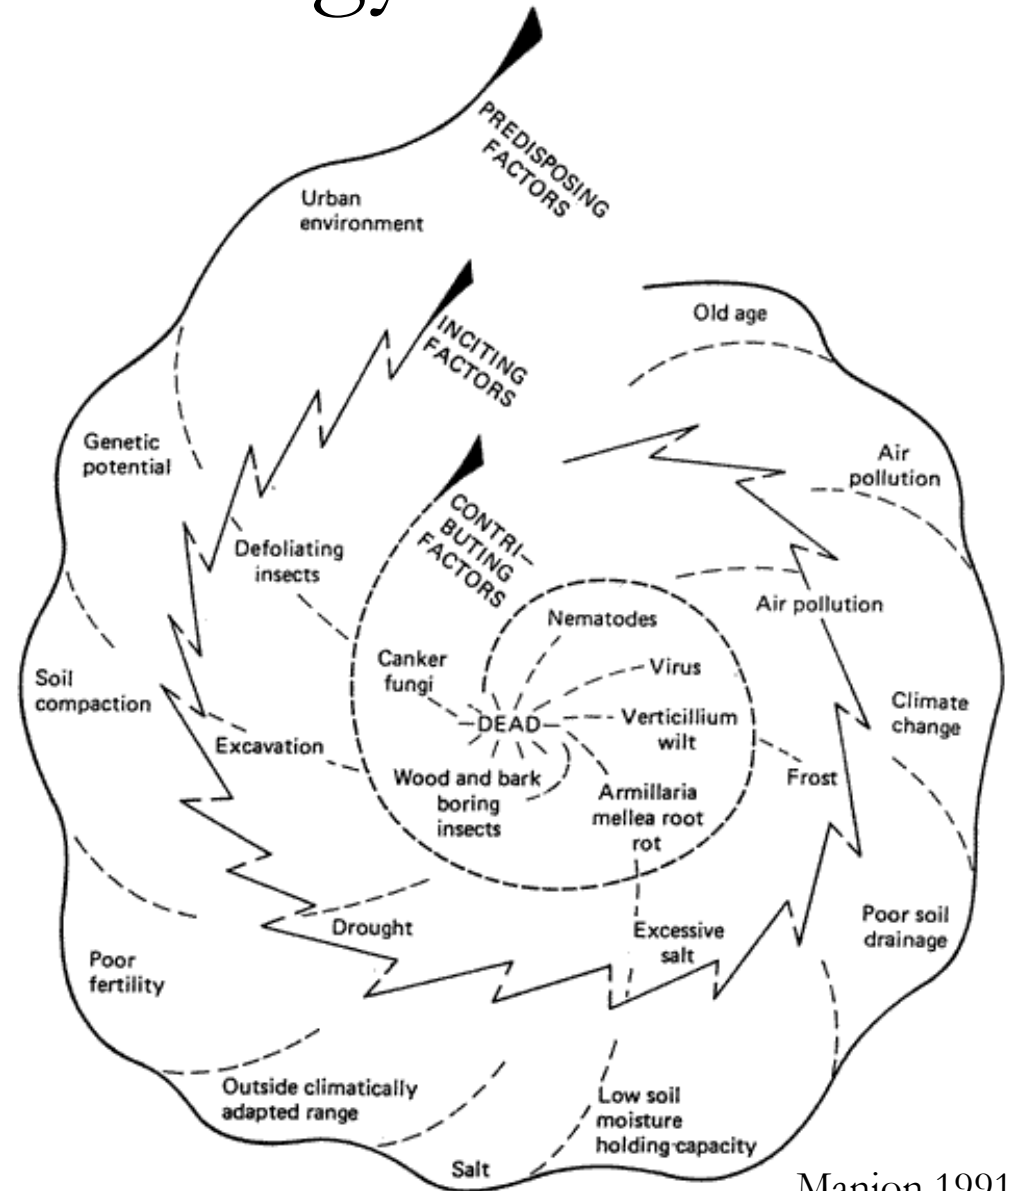 gy
PREDISPOSING
FACTORS
Urban
environment
INCITING
FACTORS
Old age
Genetic
potential
Air
pollution
CONTRI-
BUTING
FACTORS
Defoliating
insects
Air pollution
Nematodes
Canker
fungi
Virus
Soil
compaction
DEAD
Verticillium
wilt
Climate
change
Excavation
Wood and bark
boring
insects
Armillaria
mellea root
rot
Frost
Drought
Excessive
salt
Poor soil
drainage
Poor
fertility
Outside climatically
adapted range
Low soil
moisture
holding capacity
Salt
Manion 1991